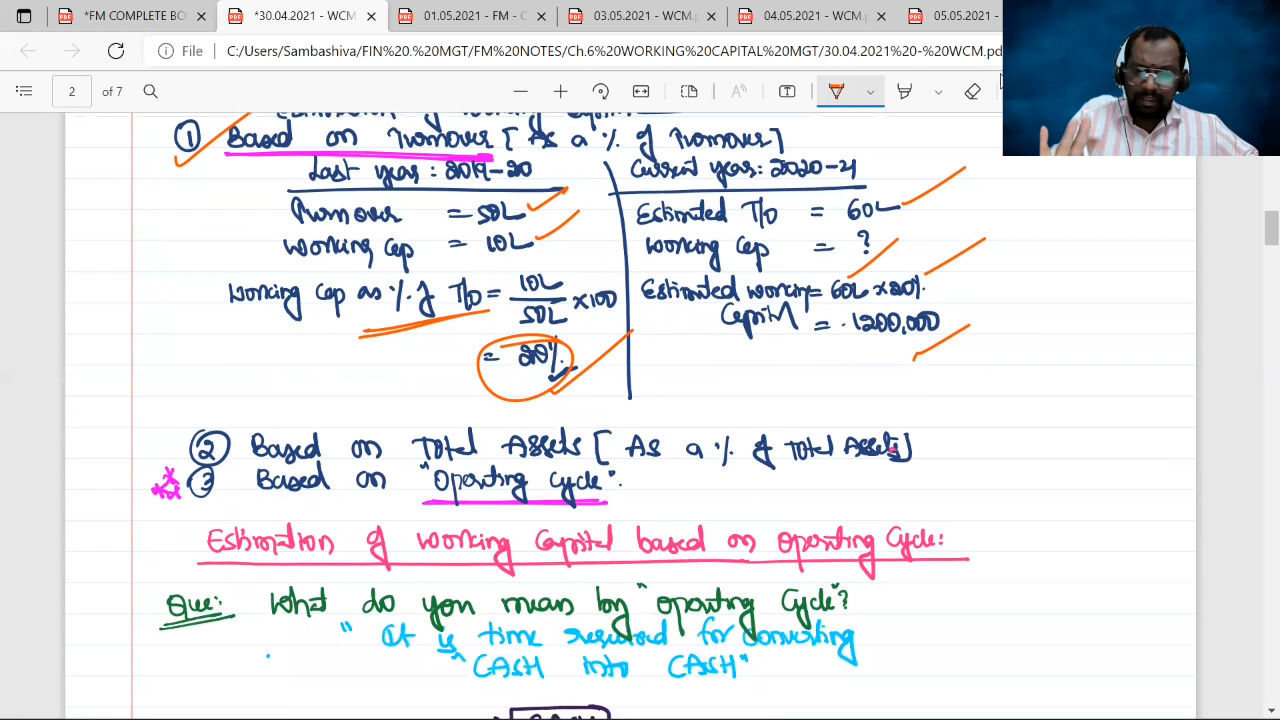 *FM COMPLETE BO
*30.04.2021 - WCM
01.05.2021 - FM - C
03.05.2021 - WCM.p
04.05.2021 - WCM.p
05.05.2021 -
File
C:/Users/Sambashiva/FIN%20.%20MGT/FM%20NOTES/Ch.6%20WORKING%20CAPITAL%20MGT/30.04.2021%20-%20WCM.pd
2 of 7
① Based on Turnover [As a % of Turnover]
Last year: 2019-20
Turnover = 50L
Working Cap = 10L
Working Cap as % of T/o = 10L / 50L × 100
= 20%
Current year: 2020-21
Estimated T/o = 60L
Working Cap = ?
Estimated working Capital = 60L × 20%
= 1200,000
② Based on Total Assets [As a % of Total Assets]
③ Based on "Operating Cycle".
Estimation of working Capital based on Operating Cycle:
Que: What do you mean by "Operating Cycle"?
" It is time required for converting
"CASH into CASH"